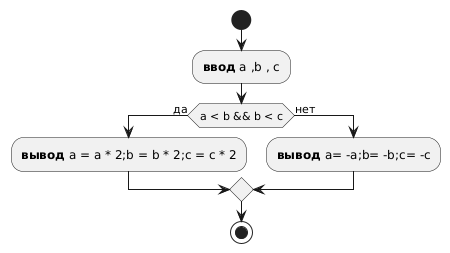 ввод a ,b , c
да
a < b && b < c
нет
вывод a = a * 2;b = b * 2;c = c * 2
вывод a= -a;b= -b;c= -c